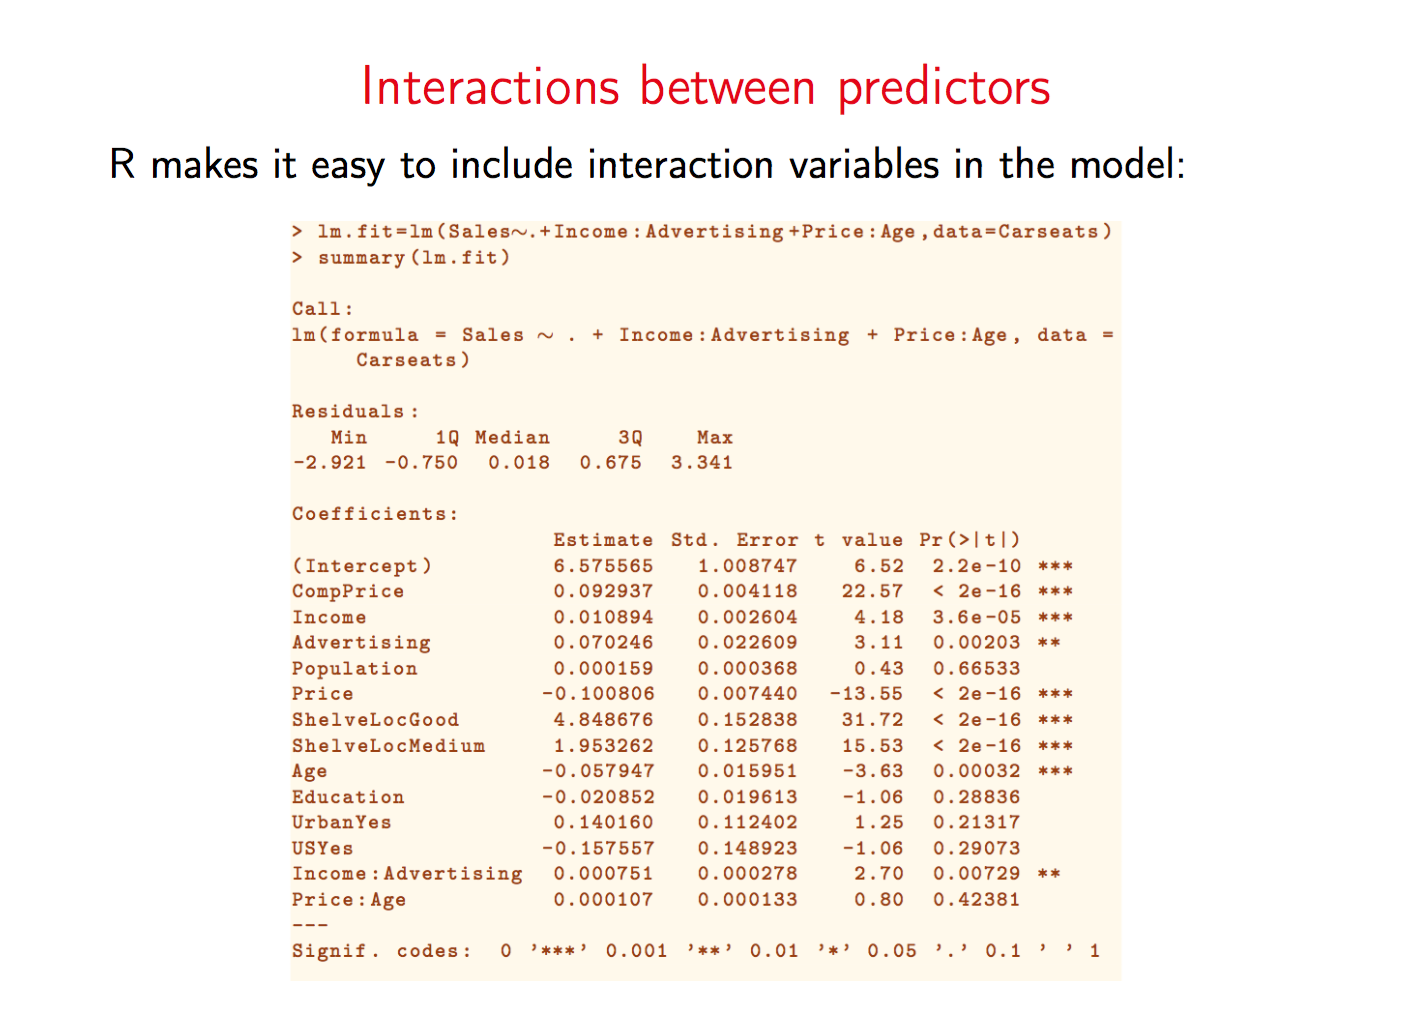 Interactions between predictors
R makes it easy to include interaction variables in the model:
> lm.fit=lm(Sales∼.+Income:Advertising+Price:Age,data=Carseats)
> summary(lm.fit)
Call:
lm(formula = Sales ∼ . + Income:Advertising + Price:Age, data =
Carseats)
Residuals:
Min 1Q Median 3Q Max
-2.921 -0.750 0.018 0.675 3.341
Coefficients:
Estimate Std. Error t value Pr(>|t|)
(Intercept) 6.575565 1.008747 6.52 2.2e-10 ***
CompPrice 0.092937 0.004118 22.57 < 2e-16 ***
Income 0.010894 0.002604 4.18 3.6e-05 ***
Advertising 0.070246 0.022609 3.11 0.00203 **
Population 0.000159 0.000368 0.43 0.66533
Price -0.100806 0.007440 -13.55 < 2e-16 ***
ShelveLocGood 4.848676 0.152838 31.72 < 2e-16 ***
ShelveLocMedium 1.953262 0.125768 15.53 < 2e-16 ***
Age -0.057947 0.015951 -3.63 0.00032 ***
Education -0.020852 0.019613 -1.06 0.28836
UrbanYes 0.140160 0.112402 1.25 0.21317
USYes -0.157557 0.148923 -1.06 0.29073
Income:Advertising 0.000751 0.000278 2.70 0.00729 **
Price:Age 0.000107 0.000133 0.80 0.42381
---
Signif. codes: 0 ’***’ 0.001 ’**’ 0.01 ’*’ 0.05 ’.’ 0.1 ’ ’ 1